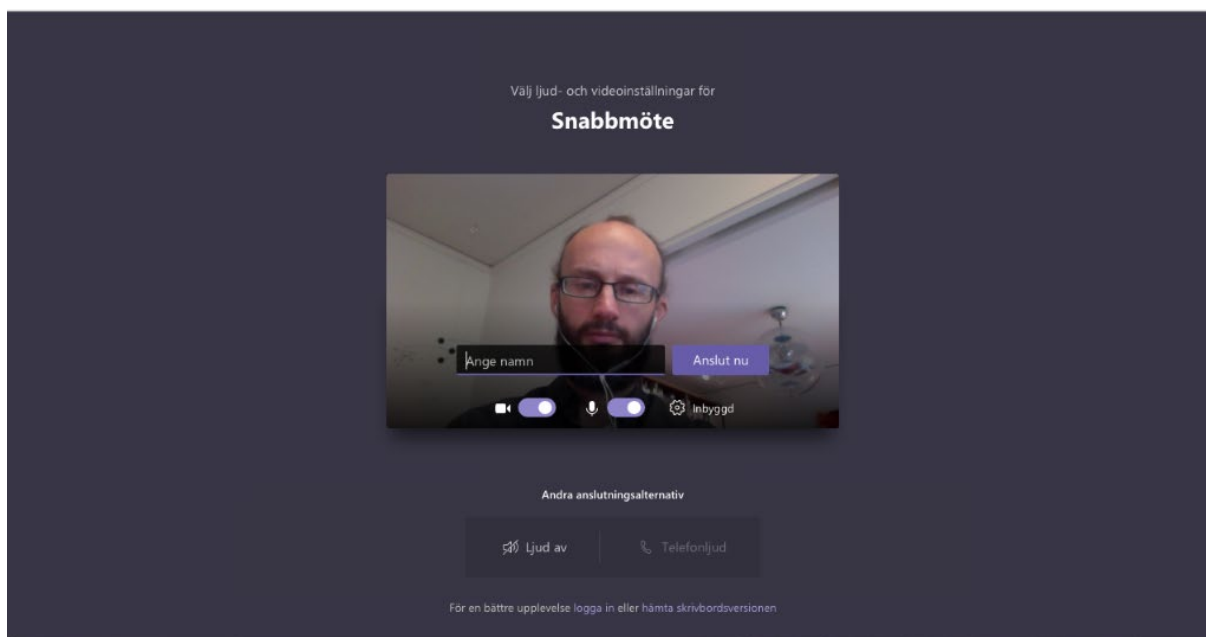 Välj ljud- och videoinställningar för
Snabbmöte
Ange namn
Anslut nu
Inbyggd
Andra anslutningsalternativ
Ljud av
Telefonljud
För en bättre upplevelse logga in eller hämta skrivbordsversionen